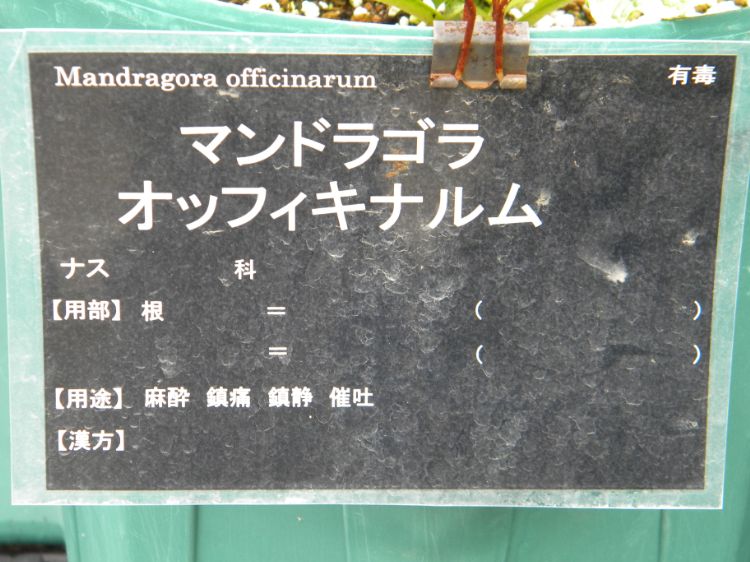 Mandragora officinarum 有毒
マンドラゴラ
オッフィキナルム
ナス 科
【用部】 根 = ( )
= ( )
【用途】 麻酔 鎮痛 鎮静 催吐
【漢方】